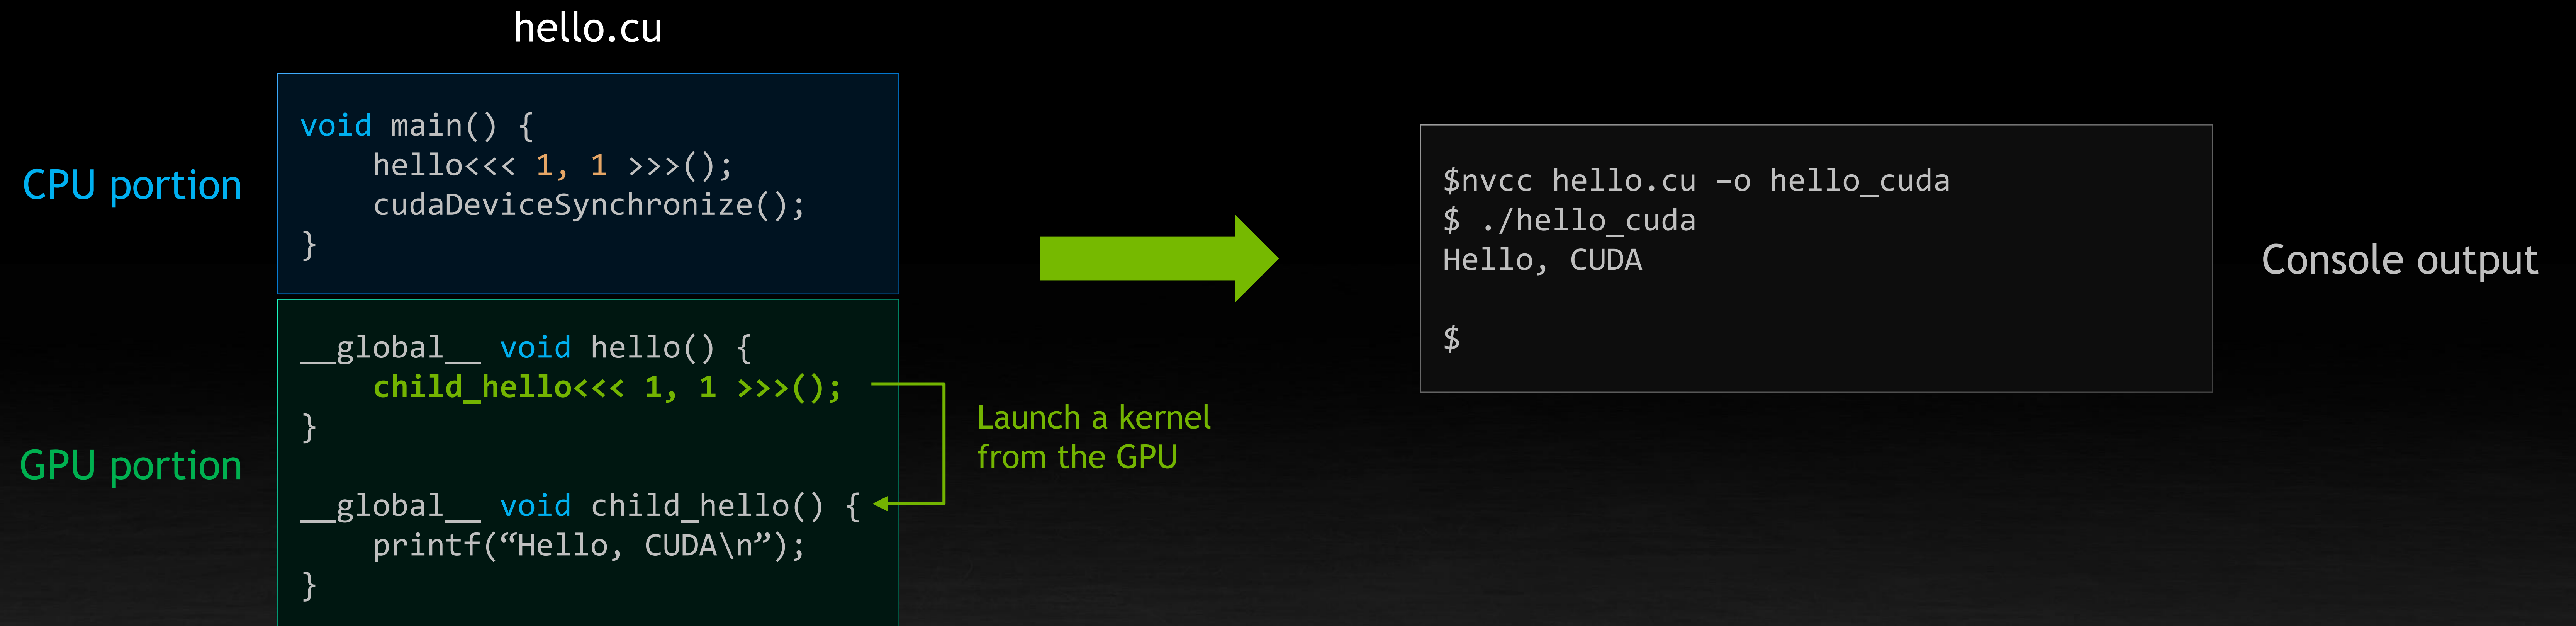 hello.cu
CPU portion
void main() {
    hello<<< 1, 1 >>>();
    cudaDeviceSynchronize();
}
GPU portion
__global__ void hello() {
    child_hello<<< 1, 1 >>>();
}
__global__ void child_hello() {
    printf(“Hello, CUDA\n”);
}
Launch a kernel
from the GPU
$nvcc hello.cu –o hello_cuda
$ ./hello_cuda
Hello, CUDA
$
Console output